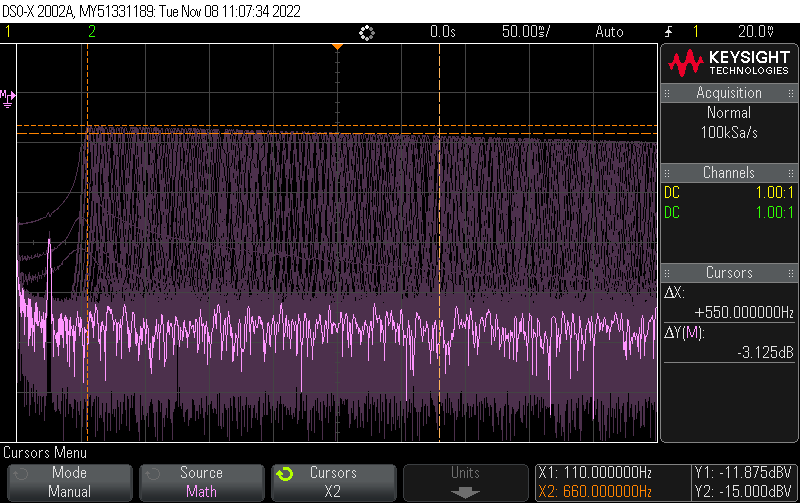 DSO-X 2002A, MY51331189: Tue Nov 08 11:07:34 2022
1 2 0.0s 50.00㎳/ Auto 1 20.0V
M
KEYSIGHT
TECHNOLOGIES
Acquisition
Normal
100kSa/s
Channels
DC 1.00:1
DC 1.00:1
Cursors
ΔX:
+550.000000Hz
ΔY(M):
-3.125dB
Cursors Menu
Mode
Manual
Source
Math
Cursors
X2
Units
X1: 110.000000Hz
X2: 660.000000Hz
Y1: -11.875dBV
Y2: -15.000dBV